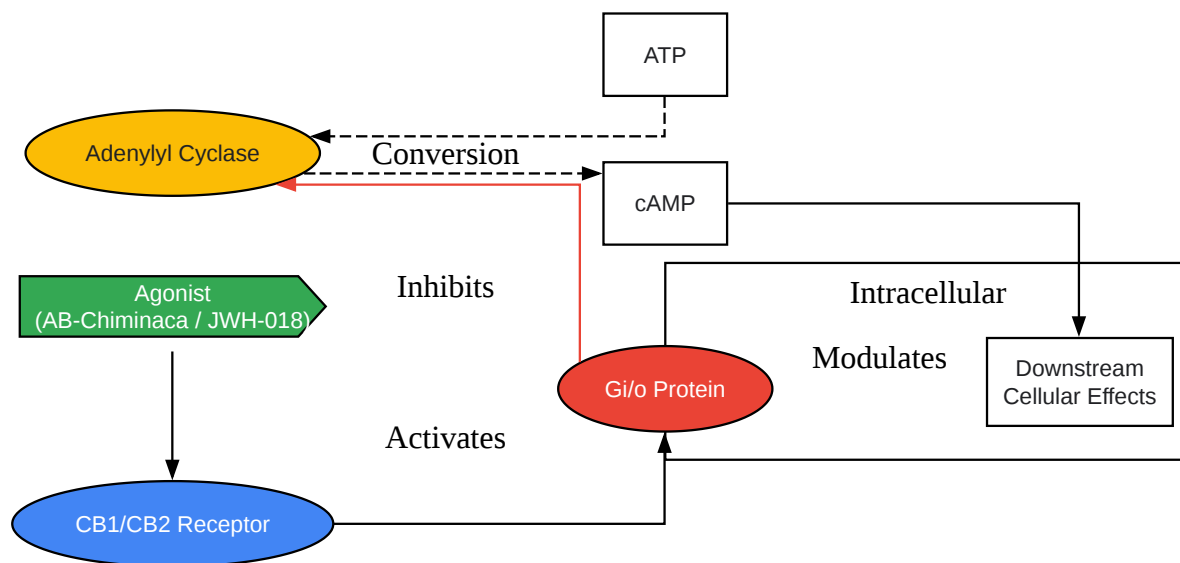 ATP
Adenylyl Cyclase
Conversion
cAMP
Agonist
(AB-Chiminaca / JWH-018)
Inhibits
Intracellular
Modulates
Downstream
Cellular Effects
Gi/o Protein
Activates
CB1/CB2 Receptor